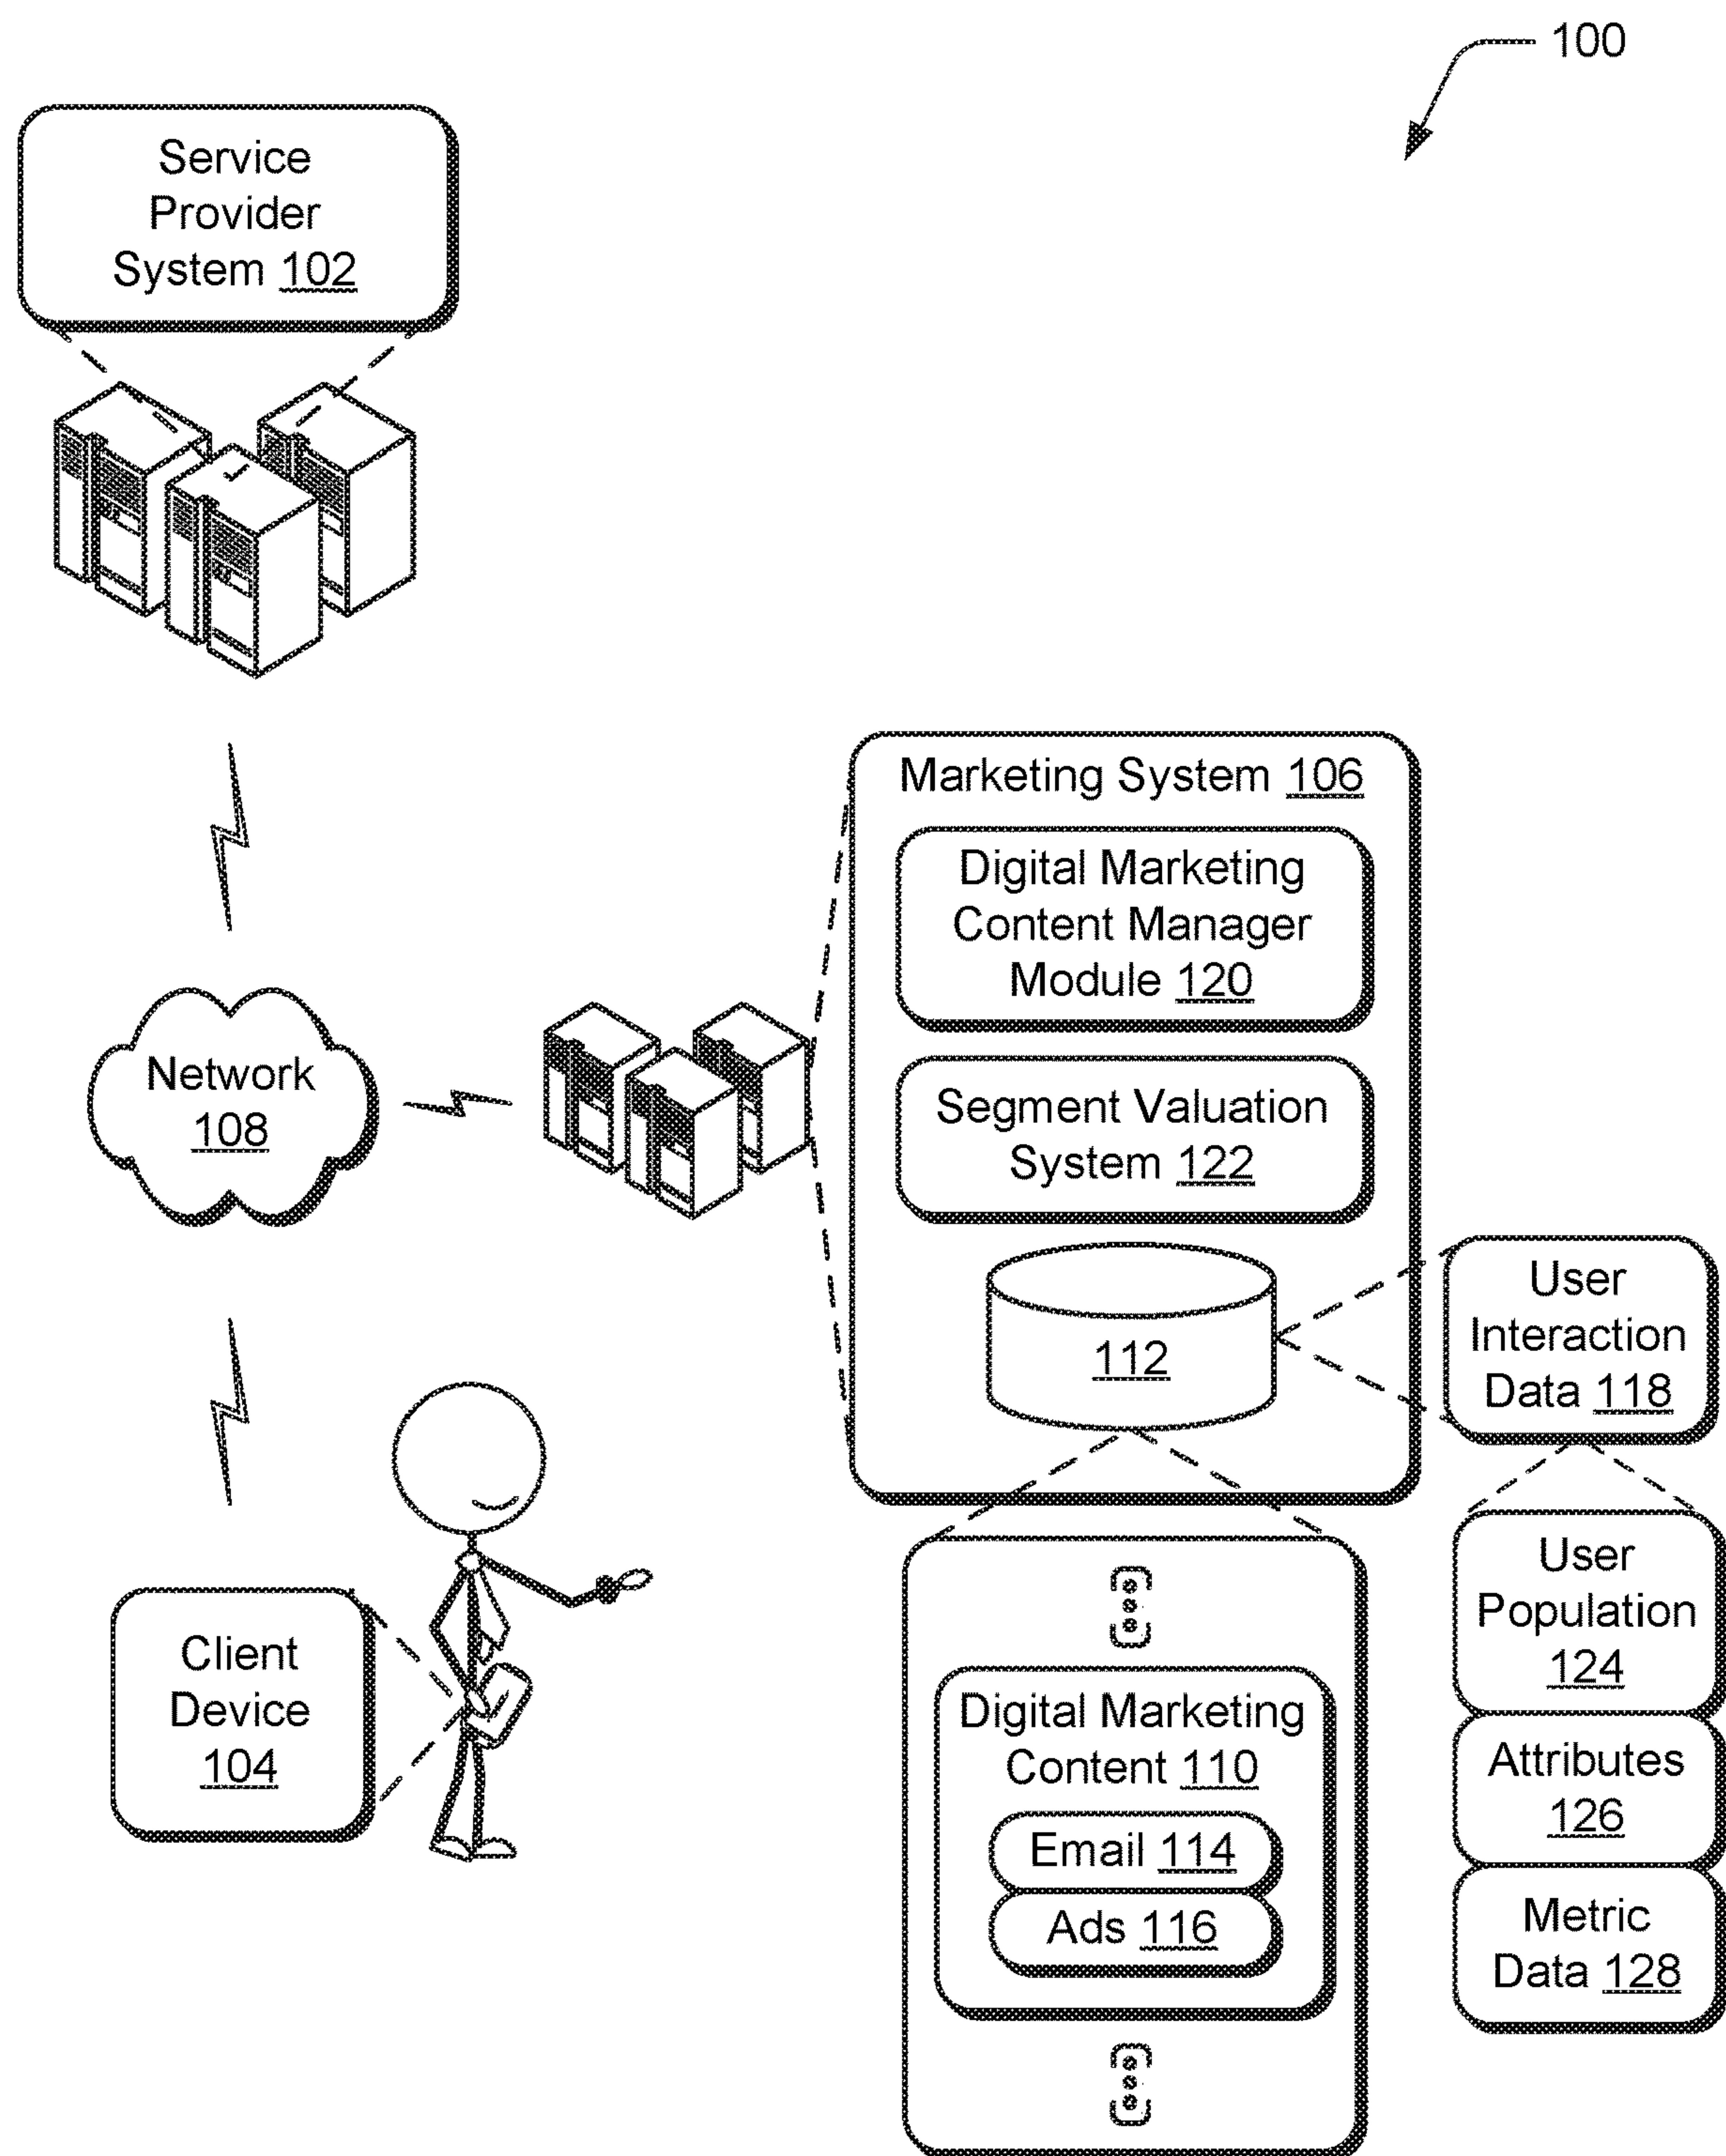 100
Service
Provider
System 102
Marketing System 106
Digital Marketing
Content Manager
Module 120
Network
108
Segment Valuation
System 122
112
User
Interaction
Data 118
User
Population
124
Client
Device
104
Digital Marketing
Content 110
Email 114
Ads 116
Attributes
126
Metric
Data 128